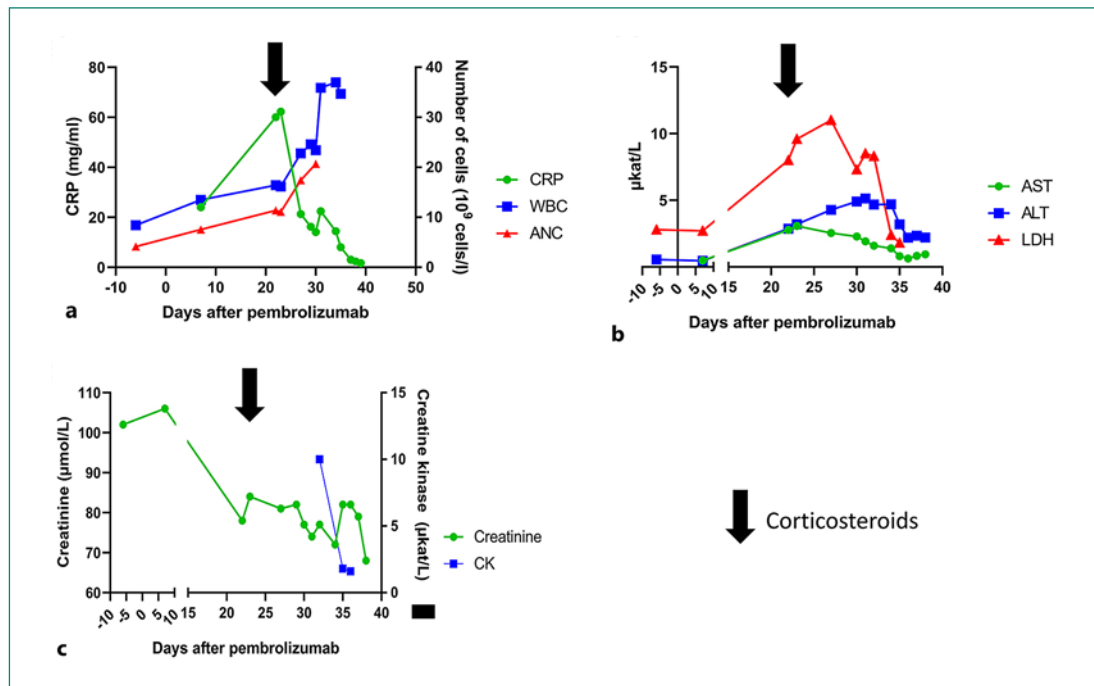 80
60
40
20
0
CRP (mg/ml)
40
30
20
10
0
Number of cells (10⁹ cells/l)
-10 0 10 20 30 40 50
Days after pembrolizumab
CRP
WBC
ANC
a
15
10
5
0
µkat/L
-10 -5 0 5 10 15 20 25 30 35 40
Days after pembrolizumab
AST
ALT
LDH
b
110
100
90
80
70
60
Creatinine (µmol/L)
15
10
5
0
Creatine kinase (µkat/L)
-10 -5 0 5 10 15 20 25 30 35 40
Days after pembrolizumab
Creatinine
CK
c
Corticosteroids